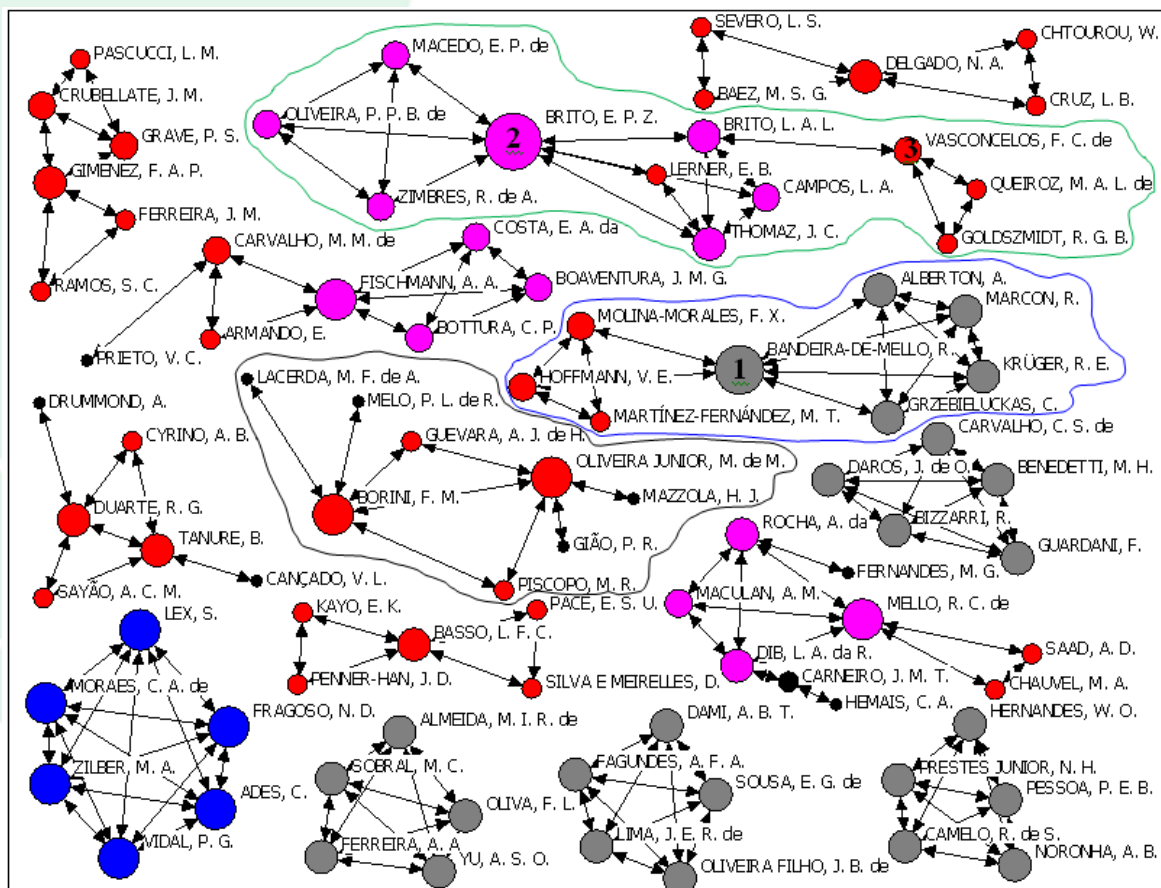 PASCUCCI, L. M.
CRUBELLATE, J. M.
GRAVE, P. S.
GIMENEZ, F. A. P.
FERREIRA, J. M.
RAMOS, S. C.
MACEDO, E. P. de
OLIVEIRA, P. P. B. de
2
BRITO, E. P. Z.
ZIMBRES, R. de A.
BRITO, L. A. L.
LERNER, E. B.
CAMPOS, L. A.
THOMAZ, J. C.
3
VASCONCELOS, F. C. de
QUEIROZ, M. A. L. de
GOLDSZMIDT, R. G. B.
SEVERO, L. S.
BAEZ, M. S. G.
DELGADO, N. A.
CHTOUROU, W.
CRUZ, L. B.
CARVALHO, M. M. de
ARMANDO, E.
PRIETO, V. C.
FISCHMANN, A. A.
COSTA, E. A. da
BOAVENTURA, J. M. G.
BOTTURA, C. P.
MOLINA-MORALES, F. X.
HOFFMANN, V. E.
MARTÍNEZ-FERNÁNDEZ, M. T.
1
BANDEIRA-DE-MELLO, R.
ALBERTON, A.
MARCON, R.
KRÜGER, R. E.
GRZEBIELUCKAS, C.
LACERDA, M. F. de A.
MELO, P. L. de R.
GUEVARA, A. J. de H.
OLIVEIRA JUNIOR, M. de M.
BORINI, F. M.
MAZZOLA, H. J.
GIÃO, P. R.
PISCOPO, M. R.
DRUMMOND, A.
CYRINO, A. B.
DUARTE, R. G.
TANURE, B.
SAYÃO, A. C. M.
CANÇADO, V. L.
CARVALHO, C. S. de
DAROS, J. de O.
BENEDETTI, M. H.
BIZZARRI, R.
GUARDANI, F.
ROCHA, A. da
FERNANDES, M. G.
MACULAN, A. M.
MELLO, R. C. de
DIB, L. A. da R.
CARNEIRO, J. M. T.
HEMAIS, C. A.
SAAD, A. D.
CHAUVEL, M. A.
KAYO, E. K.
PACE, E. S. U.
BASSO, L. F. C.
PENNER-HAN, J. D.
SILVA E MEIRELLES, D.
LEX, S.
MORAES, C. A. de
FRAGOSO, N. D.
ZILBER, M. A.
ADES, C.
VIDAL, P. G.
ALMEIDA, M. I. R. de
SOBRAL, M. C.
OLIVA, F. L.
FERREIRA, A. A.
YU, A. S. O.
DAMI, A. B. T.
FAGUNDES, A. F. A.
SOUSA, E. G. de
LIMA, J. E. R. de
OLIVEIRA FILHO, J. B. de
HERNANDES, W. O.
PRESTES JUNIOR, N. H.
PESSOA, P. E. B.
CAMELO, R. de S.
NORONHA, A. B.